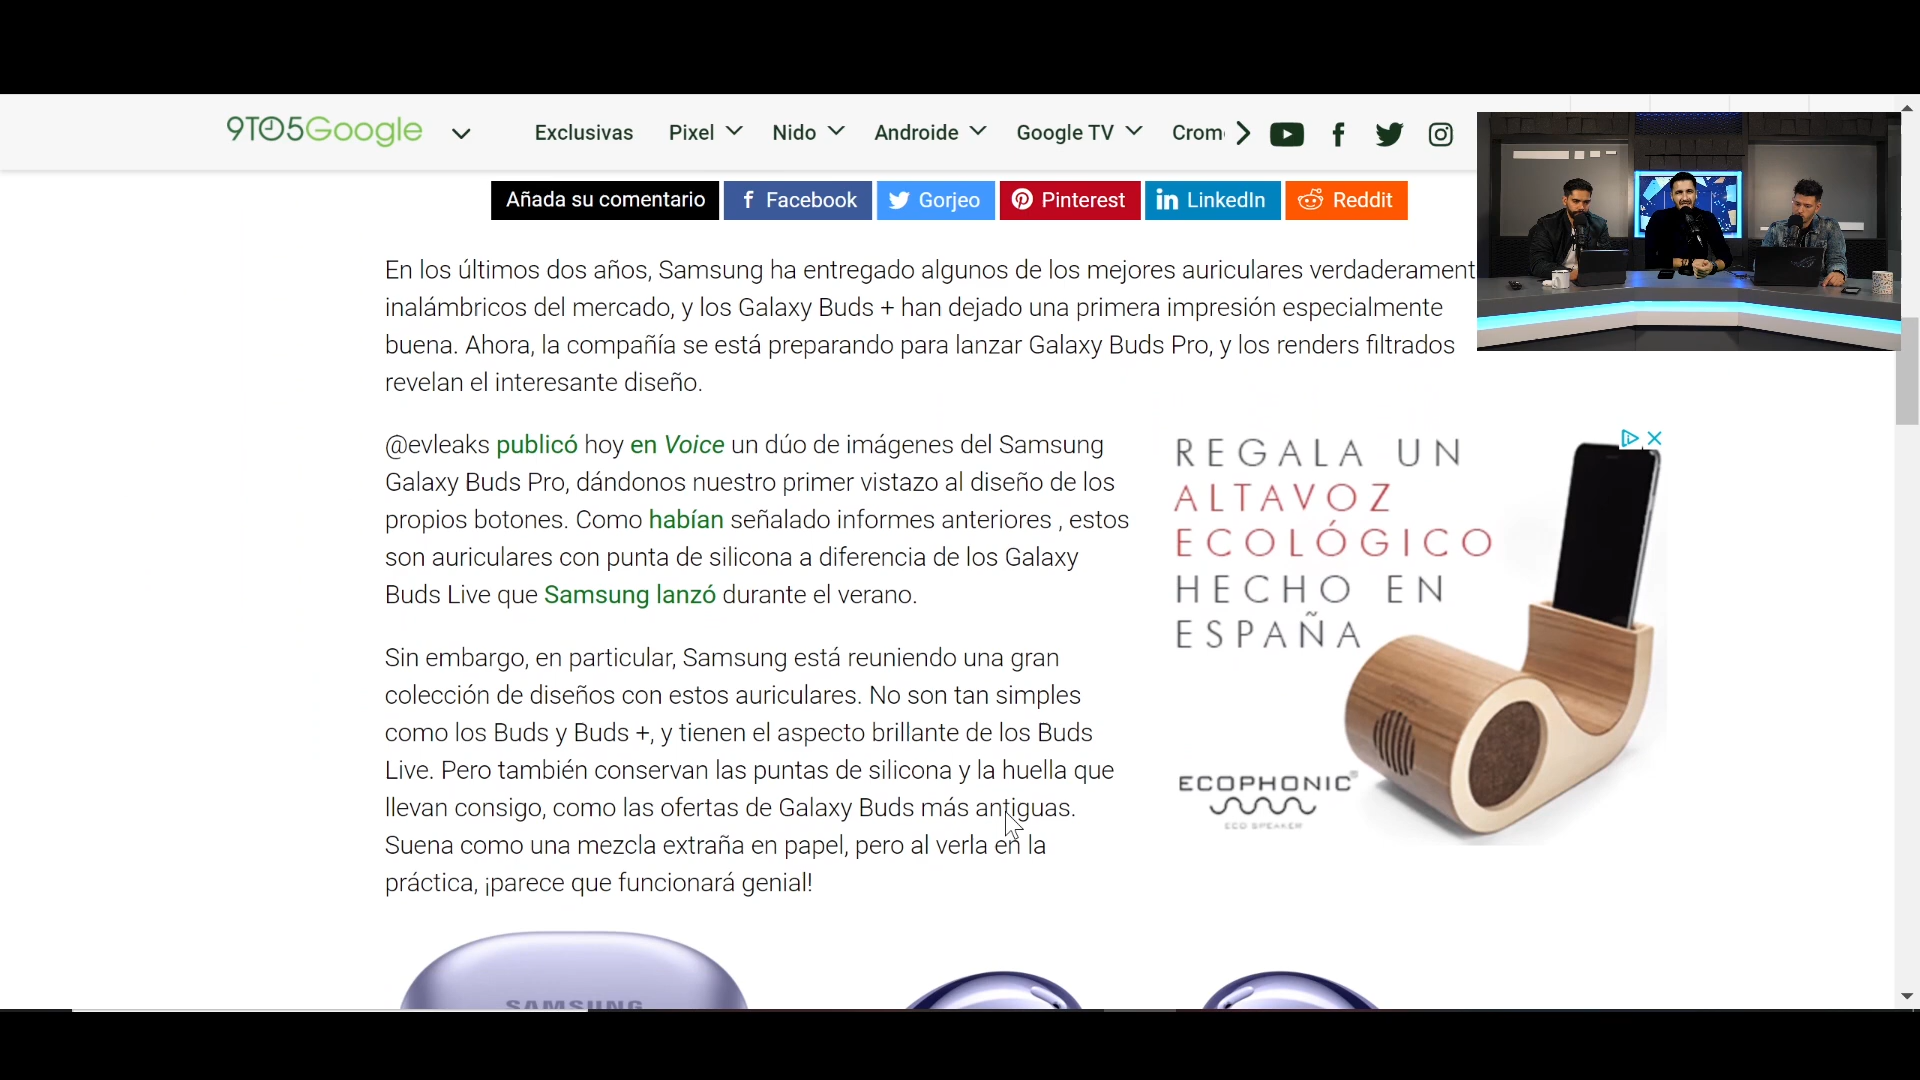 9TO5Google
Exclusivas Pixel Nido Androide Google TV Crom
Añada su comentario Facebook Gorjeo Pinterest LinkedIn Reddit
En los últimos dos años, Samsung ha entregado algunos de los mejores auriculares verdaderament
inalámbricos del mercado, y los Galaxy Buds + han dejado una primera impresión especialmente
buena. Ahora, la compañía se está preparando para lanzar Galaxy Buds Pro, y los renders filtrados
revelan el interesante diseño.
@evleaks publicó hoy en Voice un dúo de imágenes del Samsung
Galaxy Buds Pro, dándonos nuestro primer vistazo al diseño de los
propios botones. Como habían señalado informes anteriores , estos
son auriculares con punta de silicona a diferencia de los Galaxy
Buds Live que Samsung lanzó durante el verano.
Sin embargo, en particular, Samsung está reuniendo una gran
colección de diseños con estos auriculares. No son tan simples
como los Buds y Buds +, y tienen el aspecto brillante de los Buds
Live. Pero también conservan las puntas de silicona y la huella que
llevan consigo, como las ofertas de Galaxy Buds más antiguas.
Suena como una mezcla extraña en papel, pero al verla en la
práctica, ¡parece que funcionará genial!
REGALA UN
ALTAVOZ
ECOLÓGICO
HECHO EN
ESPAÑA
ECOPHONIC®
ECO SPEAKER
SAMSUNG